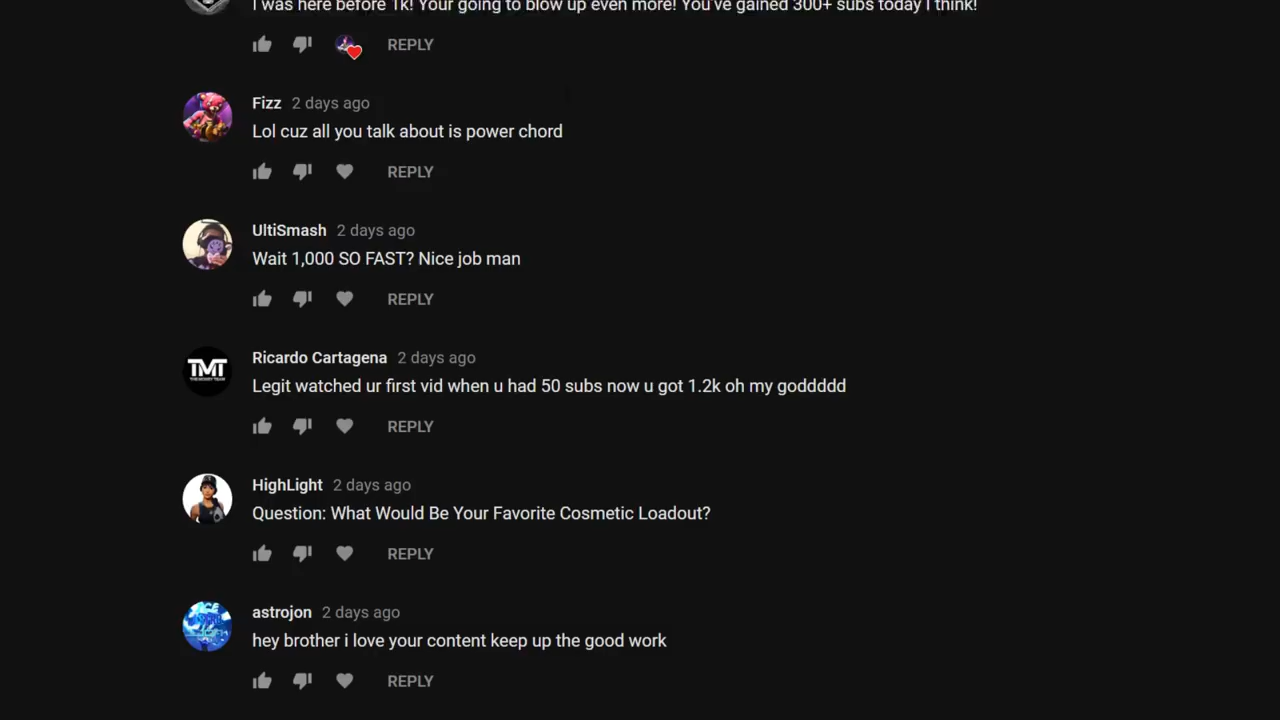 I was here before 1k! Your going to blow up even more! You've gained 300+ subs today I think!
REPLY
Fizz 2 days ago
Lol cuz all you talk about is power chord
REPLY
UltiSmash 2 days ago
Wait 1,000 SO FAST? Nice job man
REPLY
TMT
Ricardo Cartagena 2 days ago
Legit watched ur first vid when u had 50 subs now u got 1.2k oh my goddddd
REPLY
HighLight 2 days ago
Question: What Would Be Your Favorite Cosmetic Loadout?
REPLY
astrojon 2 days ago
hey brother i love your content keep up the good work
REPLY